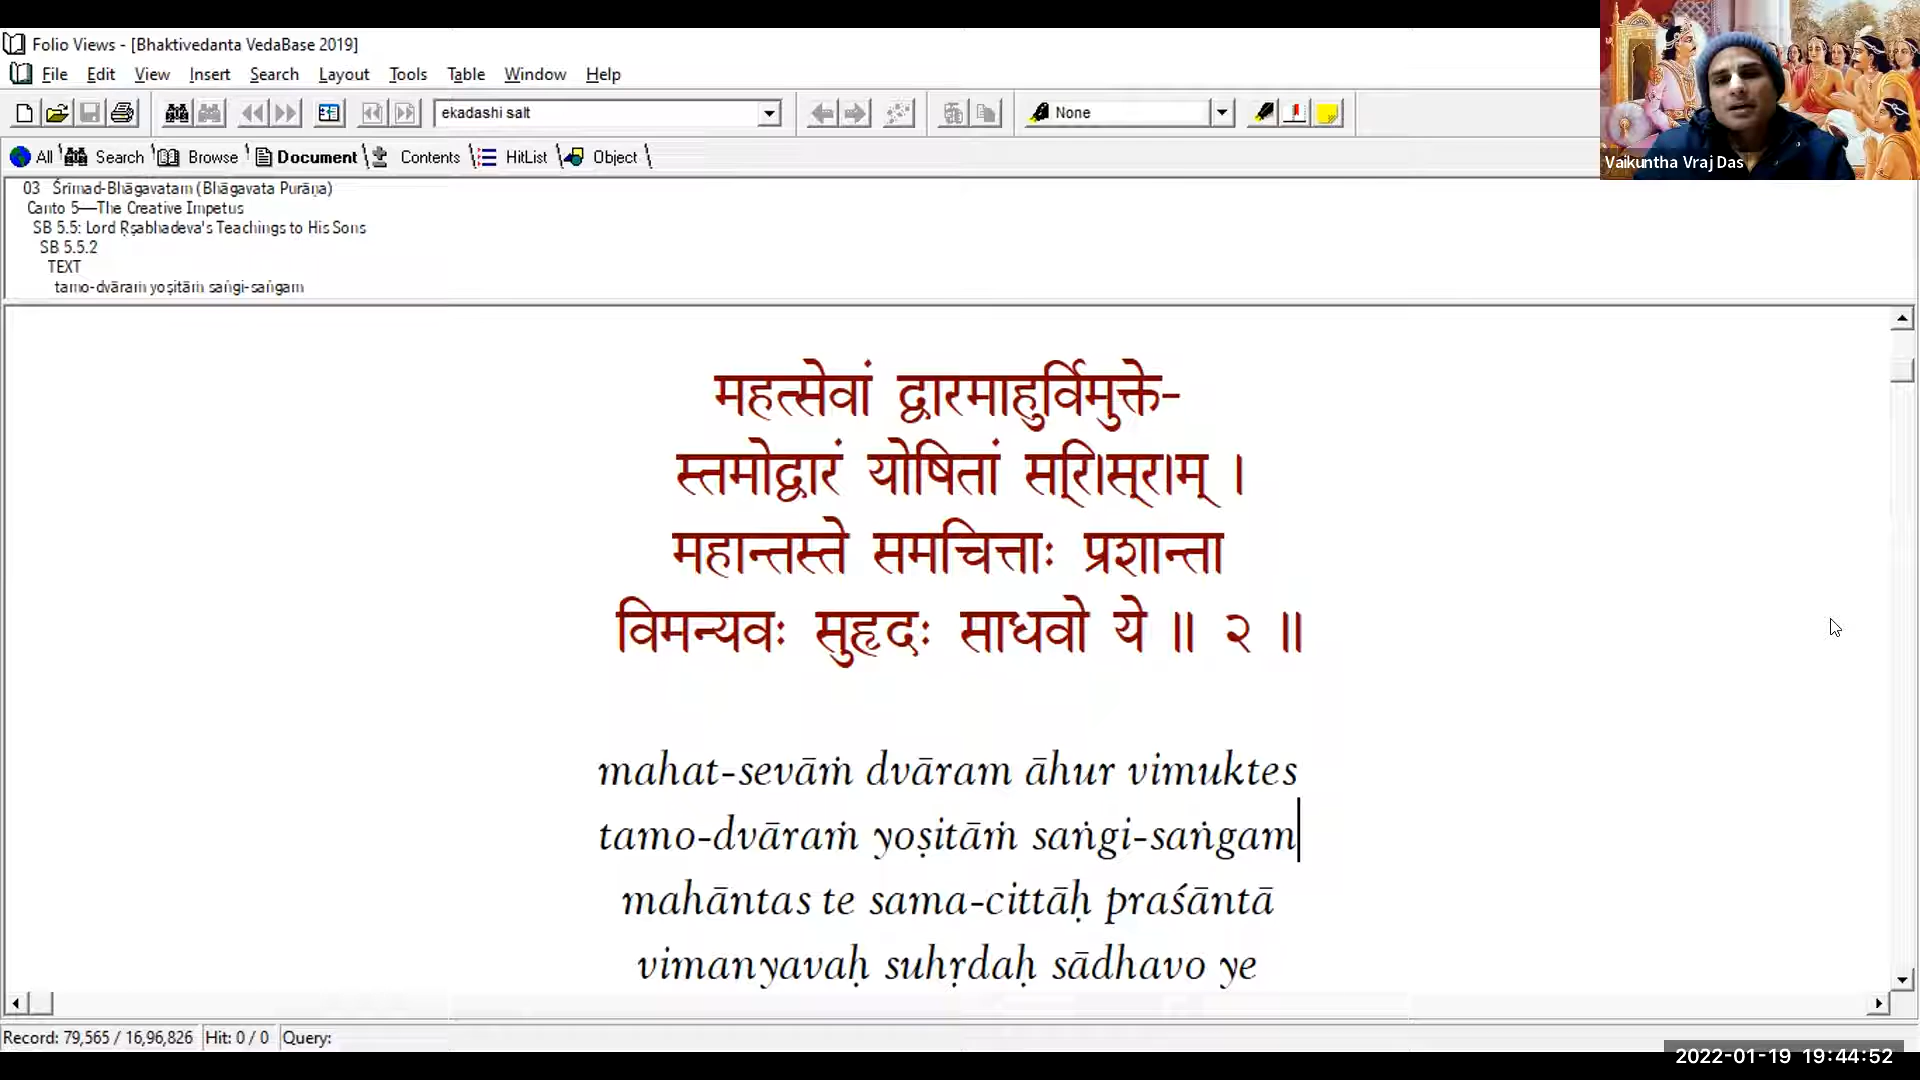 Folio Views - [Bhaktivedanta VedaBase 2019]
File Edit View Insert Search Layout Tools Table Window Help
ekadashi salt
None
All Search Browse Document Contents HitList Object
Vaikuntha Vraj Das
03 Śrīmad-Bhāgavatam (Bhāgavata Purāṇa)
Canto 5—The Creative Impetus
SB 5.5: Lord Ṛṣabhadeva's Teachings to His Sons
SB 5.5.2
TEXT
tamo-dvāraṁ yoṣitāṁ saṅgi-saṅgam
महत्सेवां द्वारमाहुर्विमुक्ते-
स्तमोद्वारं योषितां सर्‍िास्‍राम् ।
महान्तस्ते समचित्ताः प्रशान्ता
विमन्यवः सुहृदः साधवो ये ॥ २ ॥
mahat-sevāṁ dvāram āhur vimuktes
tamo-dvāraṁ yoṣitāṁ saṅgi-saṅgam
mahāntas te sama-cittāḥ praśāntā
vimanyavaḥ suhṛdaḥ sādhavo ye
Record: 79,565 / 16,96,826 Hit: 0 / 0 Query:
2022-01-19 19:44:52